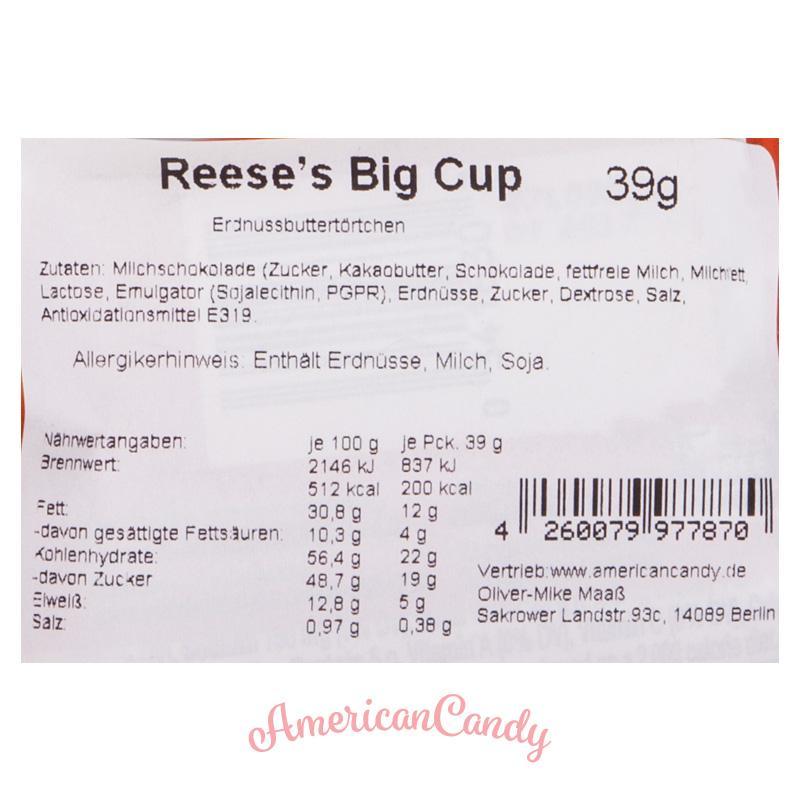 Reese's Big Cup 39g
Erdnussbuttertörtchen
Zutaten: Milchschokolade (Zucker, Kakaobutter, Schokolade, fettfreie Milch, Milchfett,
Lactose, Emulgator (Sojalecithin, PGPR), Erdnüsse, Zucker, Dextrose, Salz,
Antioxidationsmittel E319.
Allergikerhinweis: Enthält Erdnüsse, Milch, Soja.
Nährwertangaben: je 100 g je Pck. 39 g
Brennwert: 2146 kJ 837 kJ
512 kcal 200 kcal
Fett: 30,8 g 12 g
-davon gesättigte Fettsäuren: 10,3 g 4 g
Kohlenhydrate: 56,4 g 22 g
-davon Zucker 48,7 g 19 g
Eiweiß: 12,8 g 5 g
Salz: 0,97 g 0,38 g
4 260079 977870
Vertrieb:www.americancandy.de
Oliver-Mike Maaß
Sakrower Landstr.93c, 14089 Berlin
AmericanCandy